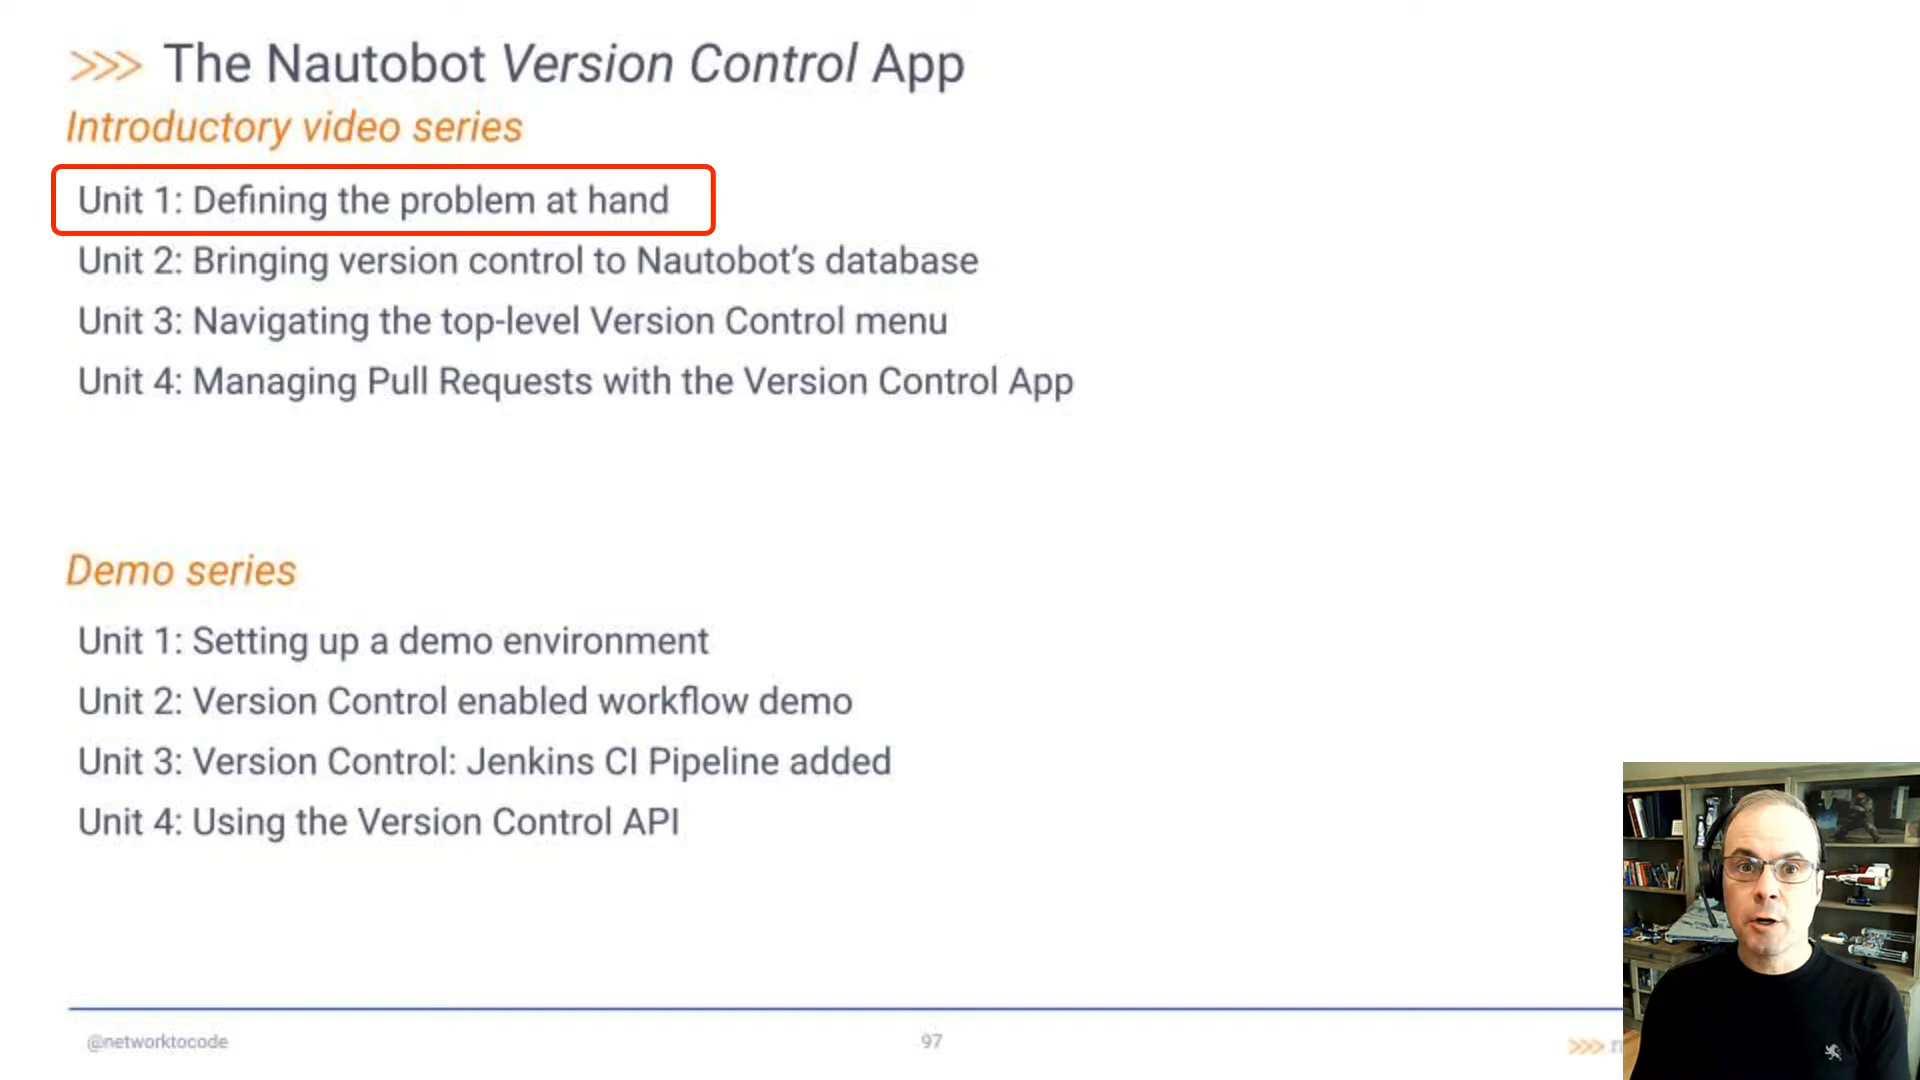 >>> The Nautobot Version Control App
Introductory video series
Unit 1: Defining the problem at hand
Unit 2: Bringing version control to Nautobot's database
Unit 3: Navigating the top-level Version Control menu
Unit 4: Managing Pull Requests with the Version Control App
Demo series
Unit 1: Setting up a demo environment
Unit 2: Version Control enabled workflow demo
Unit 3: Version Control: Jenkins CI Pipeline added
Unit 4: Using the Version Control API
@networktocode
97
>>>